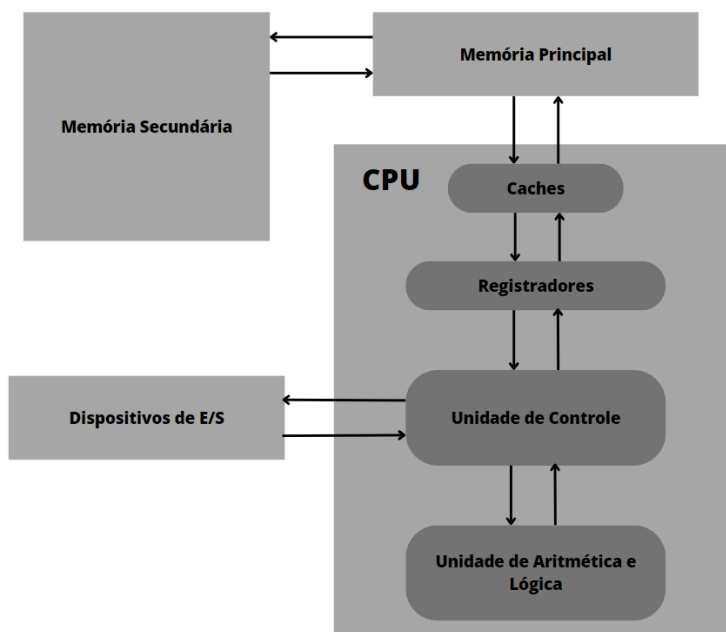 Memória Principal
Memória Secundária
CPU
Caches
Registradores
Dispositivos de E/S
Unidade de Controle
Unidade de Aritmética e
Lógica